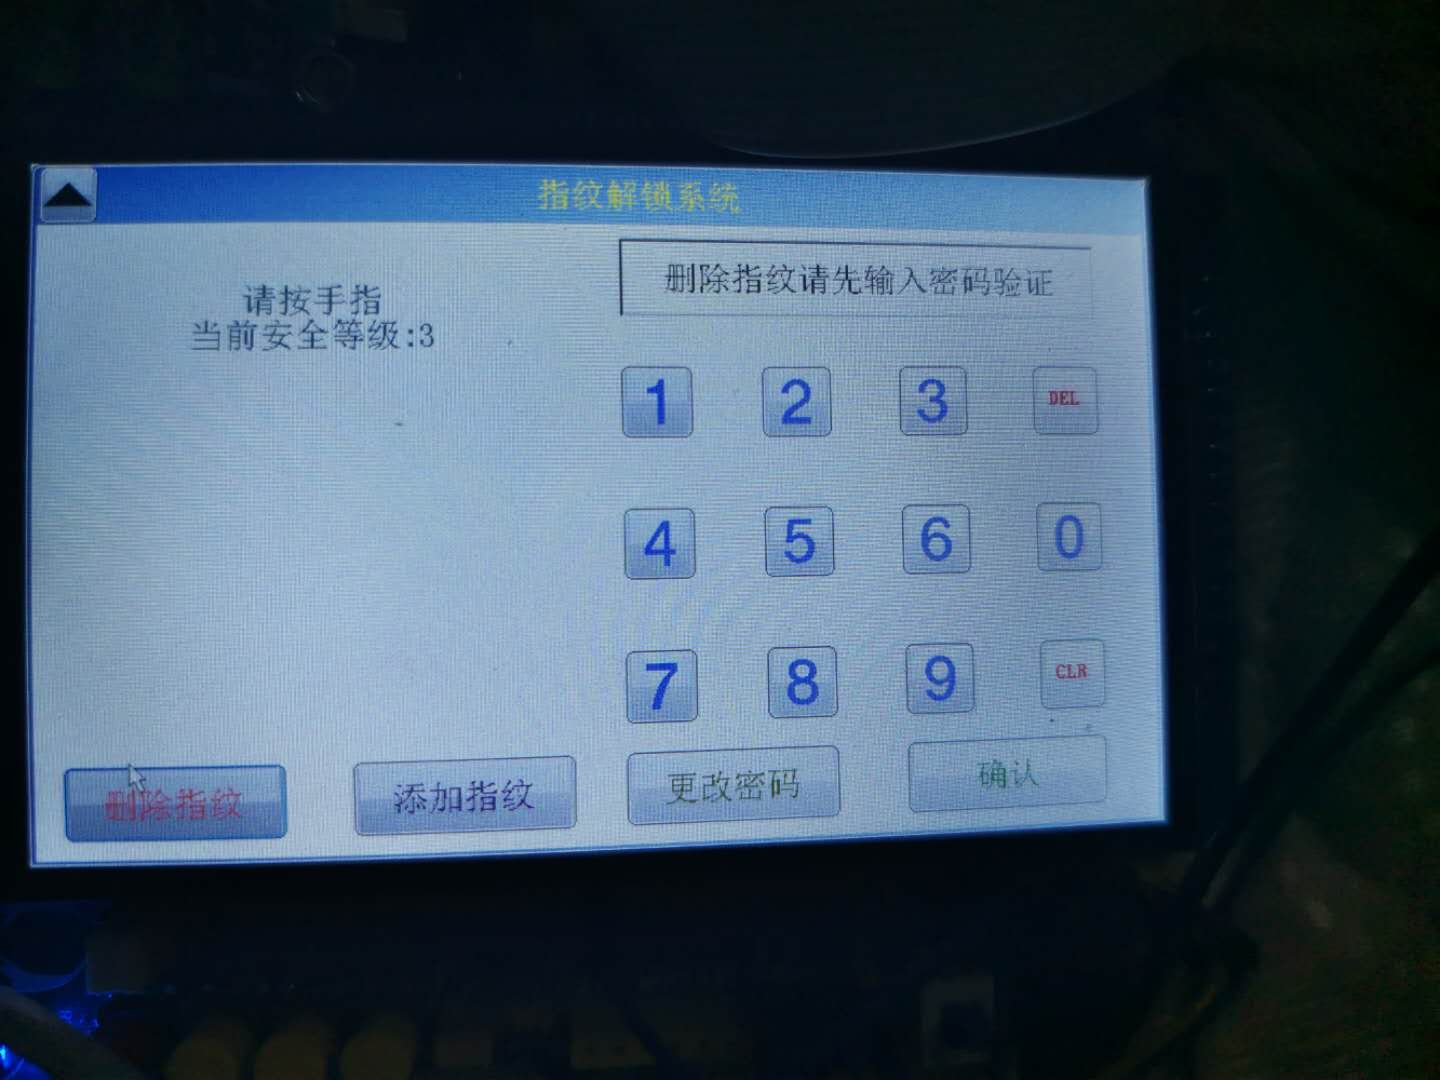 指纹解锁系统
请按手指
当前安全等级:3
删除指纹请先输入密码验证
1 2 3 DEL
4 5 6 0
7 8 9 CLR
删除指纹 添加指纹 更改密码 确认